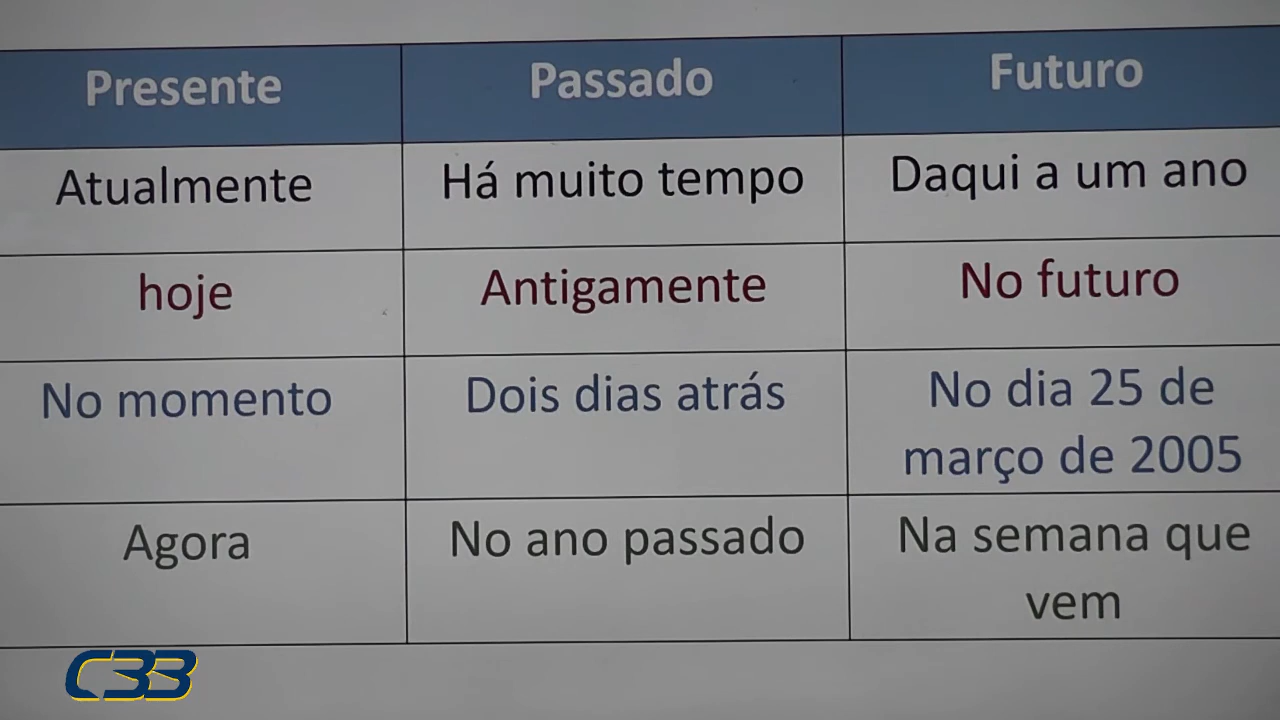 Presente Passado Futuro
Atualmente Há muito tempo Daqui a um ano
hoje Antigamente No futuro
No momento Dois dias atrás No dia 25 de
março de 2005
Agora No ano passado Na semana que
vem
C33